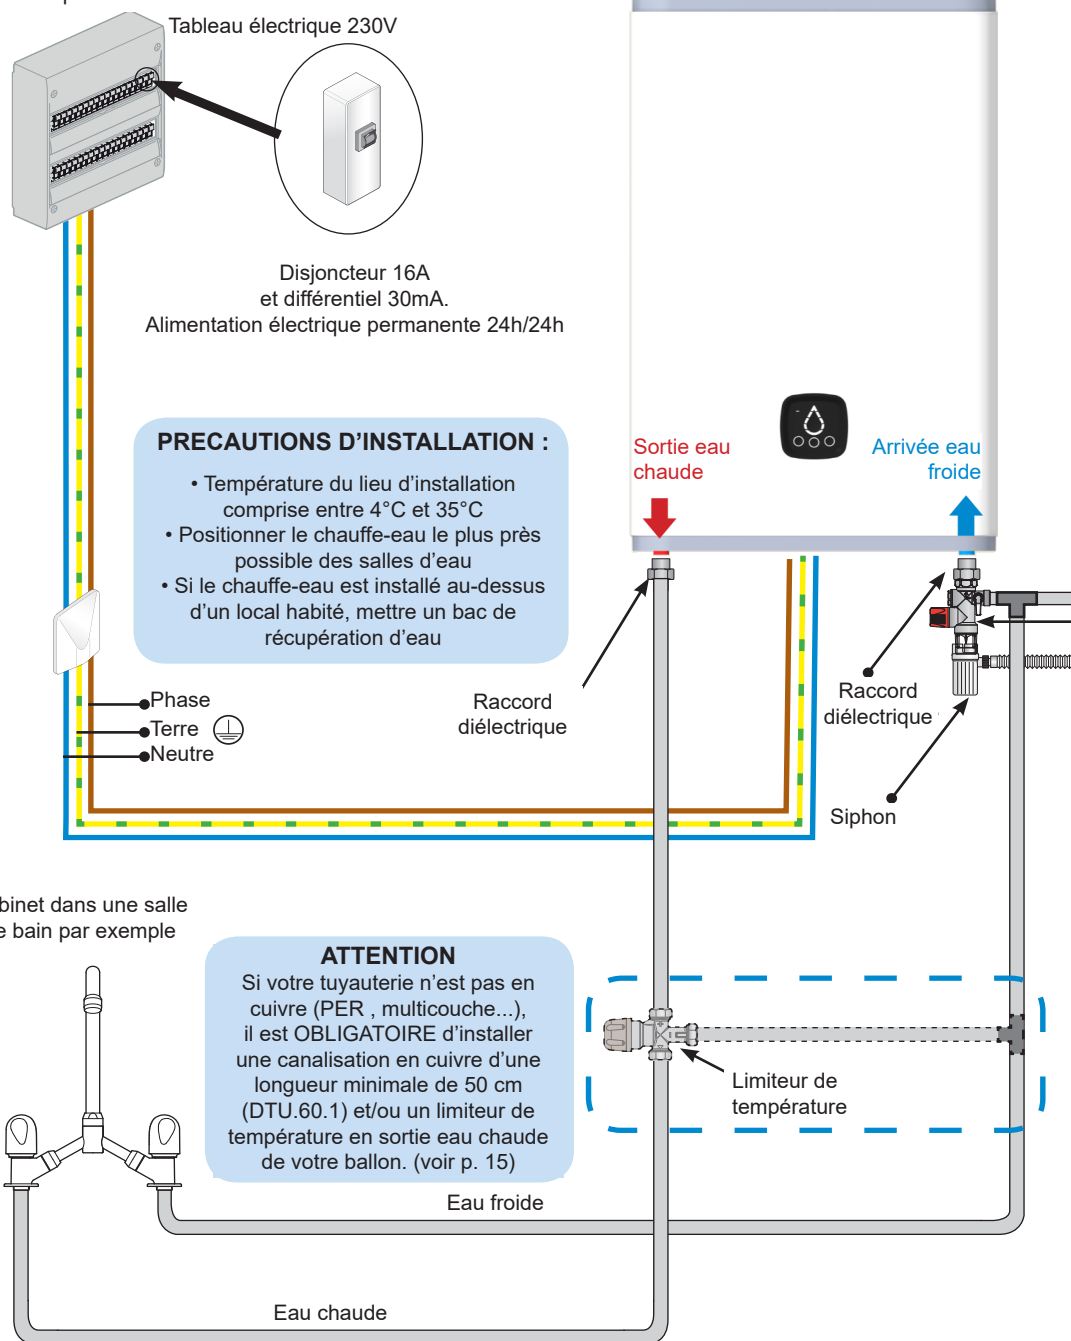 Tableau électrique 230V
Disjoncteur 16A
et différentiel 30mA.
Alimentation électrique permanente 24h/24h
PRECAUTIONS D'INSTALLATION :
• Température du lieu d'installation
comprise entre 4°C et 35°C
• Positionner le chauffe-eau le plus près
possible des salles d'eau
• Si le chauffe-eau est installé au-dessus
d'un local habité, mettre un bac de
récupération d'eau
Sortie eau
chaude
Arrivée eau
froide
Raccord
diélectrique
Raccord
diélectrique
Siphon
Phase
Terre
Neutre
binet dans une salle
e bain par exemple
ATTENTION
Si votre tuyauterie n'est pas en
cuivre (PER , multicouche...),
il est OBLIGATOIRE d'installer
une canalisation en cuivre d'une
longueur minimale de 50 cm
(DTU.60.1) et/ou un limiteur de
température en sortie eau chaude
de votre ballon. (voir p. 15)
Limiteur de
température
Eau froide
Eau chaude